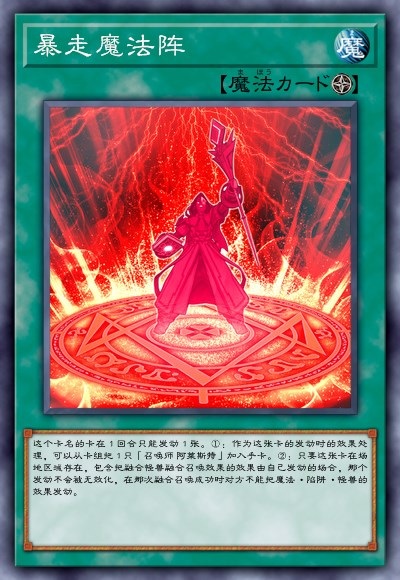 暴走魔法阵
魔
【魔法カード】
まほう
这个卡名的卡在1回合只能发动1张。①:作为这张卡的发动时的效果处
理,可以从卡组把1只「召唤师 阿莱斯特」加入手卡。②:只要这张卡在场
地区域存在,包含把融合怪兽融合召唤效果的效果由自己发动的场合,那个
发动不会被无效化,在那次融合召唤成功时对方不能把魔法·陷阱·怪兽的
效果发动。